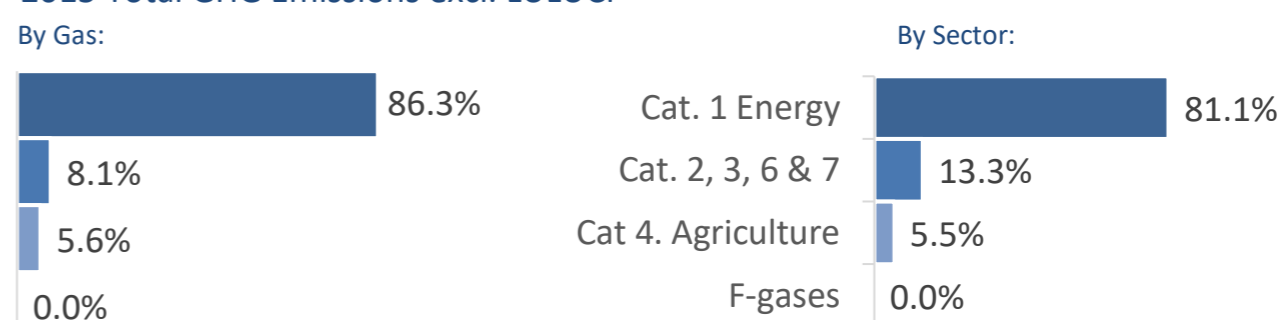 By Gas:
By Sector:
86.3%
8.1%
5.6%
0.0%
Cat. 1 Energy
81.1%
Cat. 2, 3, 6 & 7
13.3%
Cat 4. Agriculture
5.5%
F-gases
0.0%